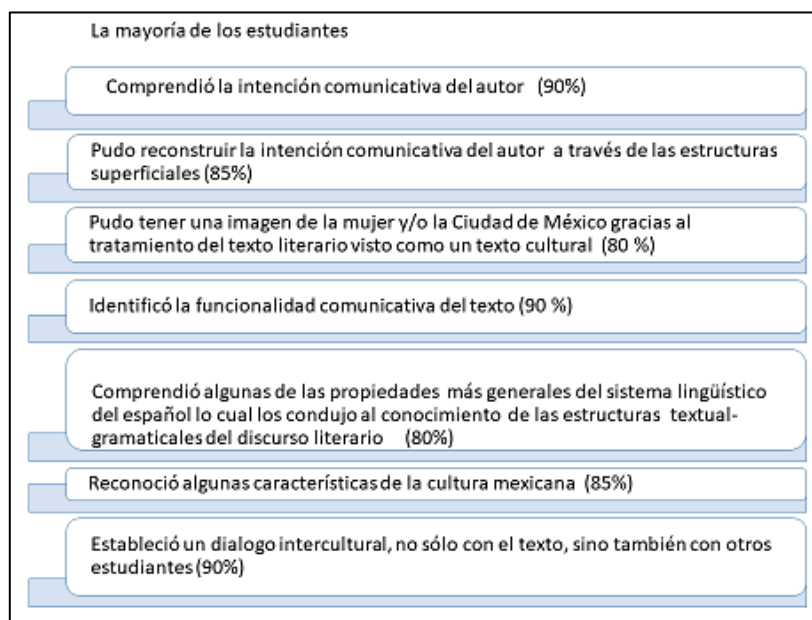 La mayoría de los estudiantes
Comprendió la intención comunicativa del autor (90%)
Pudo reconstruir la intención comunicativa del autor a través de las estructuras
superficiales (85%)
Pudo tener una imagen de la mujer y/o la Ciudad de México gracias al
tratamiento del texto literario visto como un texto cultural (80 %)
Identificó la funcionalidad comunicativa del texto (90 %)
Comprendió algunas de las propiedades más generales del sistema lingüístico
del español lo cual los condujo al conocimiento de las estructuras textual-
gramaticales del discurso literario (80%)
Reconoció algunas características de la cultura mexicana (85%)
Estableció un dialogo intercultural, no sólo con el texto, sino también con otros
estudiantes (90%)